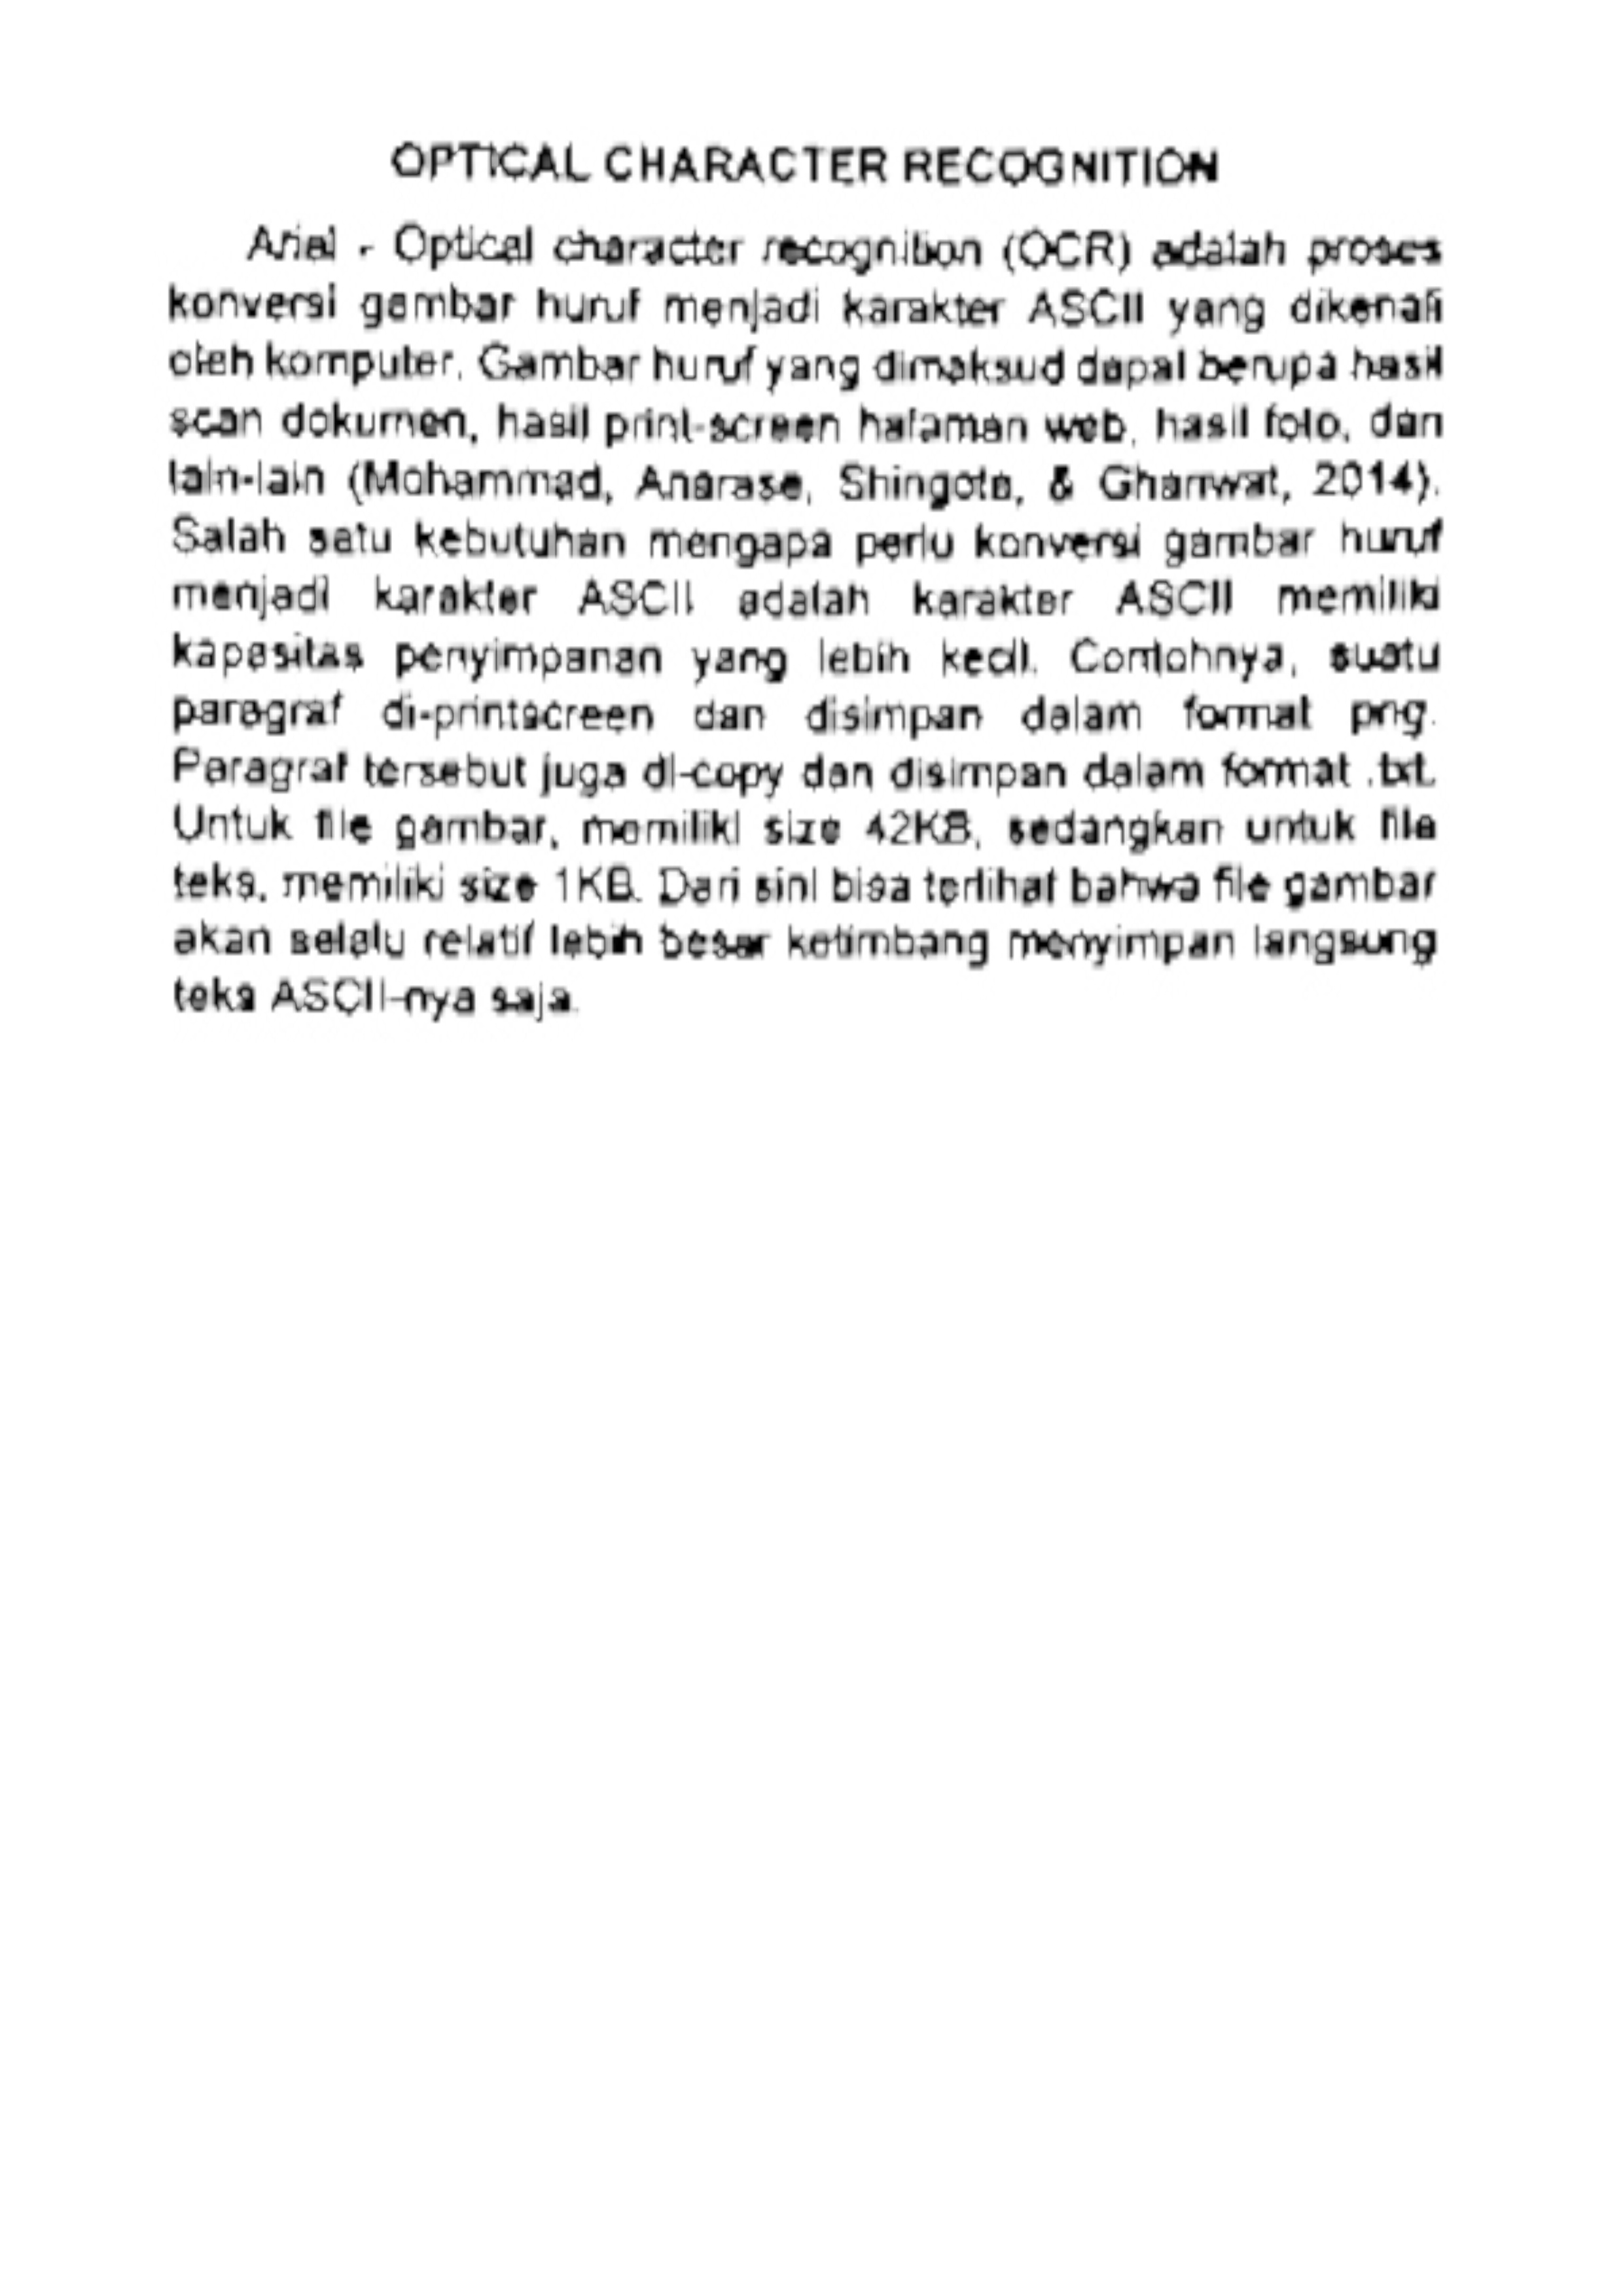 OPTICAL CHARACTER RECOGNITION
Arial - Optical character recognition (OCR) adalah proses
konversi gambar huruf menjadi karakter ASCII yang dikenali
oleh komputer. Gambar huruf yang dimaksud dapat berupa hasil
scan dokumen, hasil print-screen halaman web, hasil foto, dan
lain-lain (Mohammad, Anarase, Shingote, & Ghanwat, 2014).
Salah satu kebutuhan mengapa perlu konversi gambar huruf
menjadi karakter ASCII adalah karakter ASCII memiliki
kapasitas penyimpanan yang lebih kecil. Contohnya, suatu
paragraf di-printscreen dan disimpan dalam format png.
Paragraf tersebut juga di-copy dan disimpan dalam format .txt.
Untuk file gambar, memiliki size 42KB, sedangkan untuk file
teks, memiliki size 1KB. Dari sini bisa terlihat bahwa file gambar
akan selalu relatif lebih besar ketimbang menyimpan langsung
teks ASCII-nya saja.